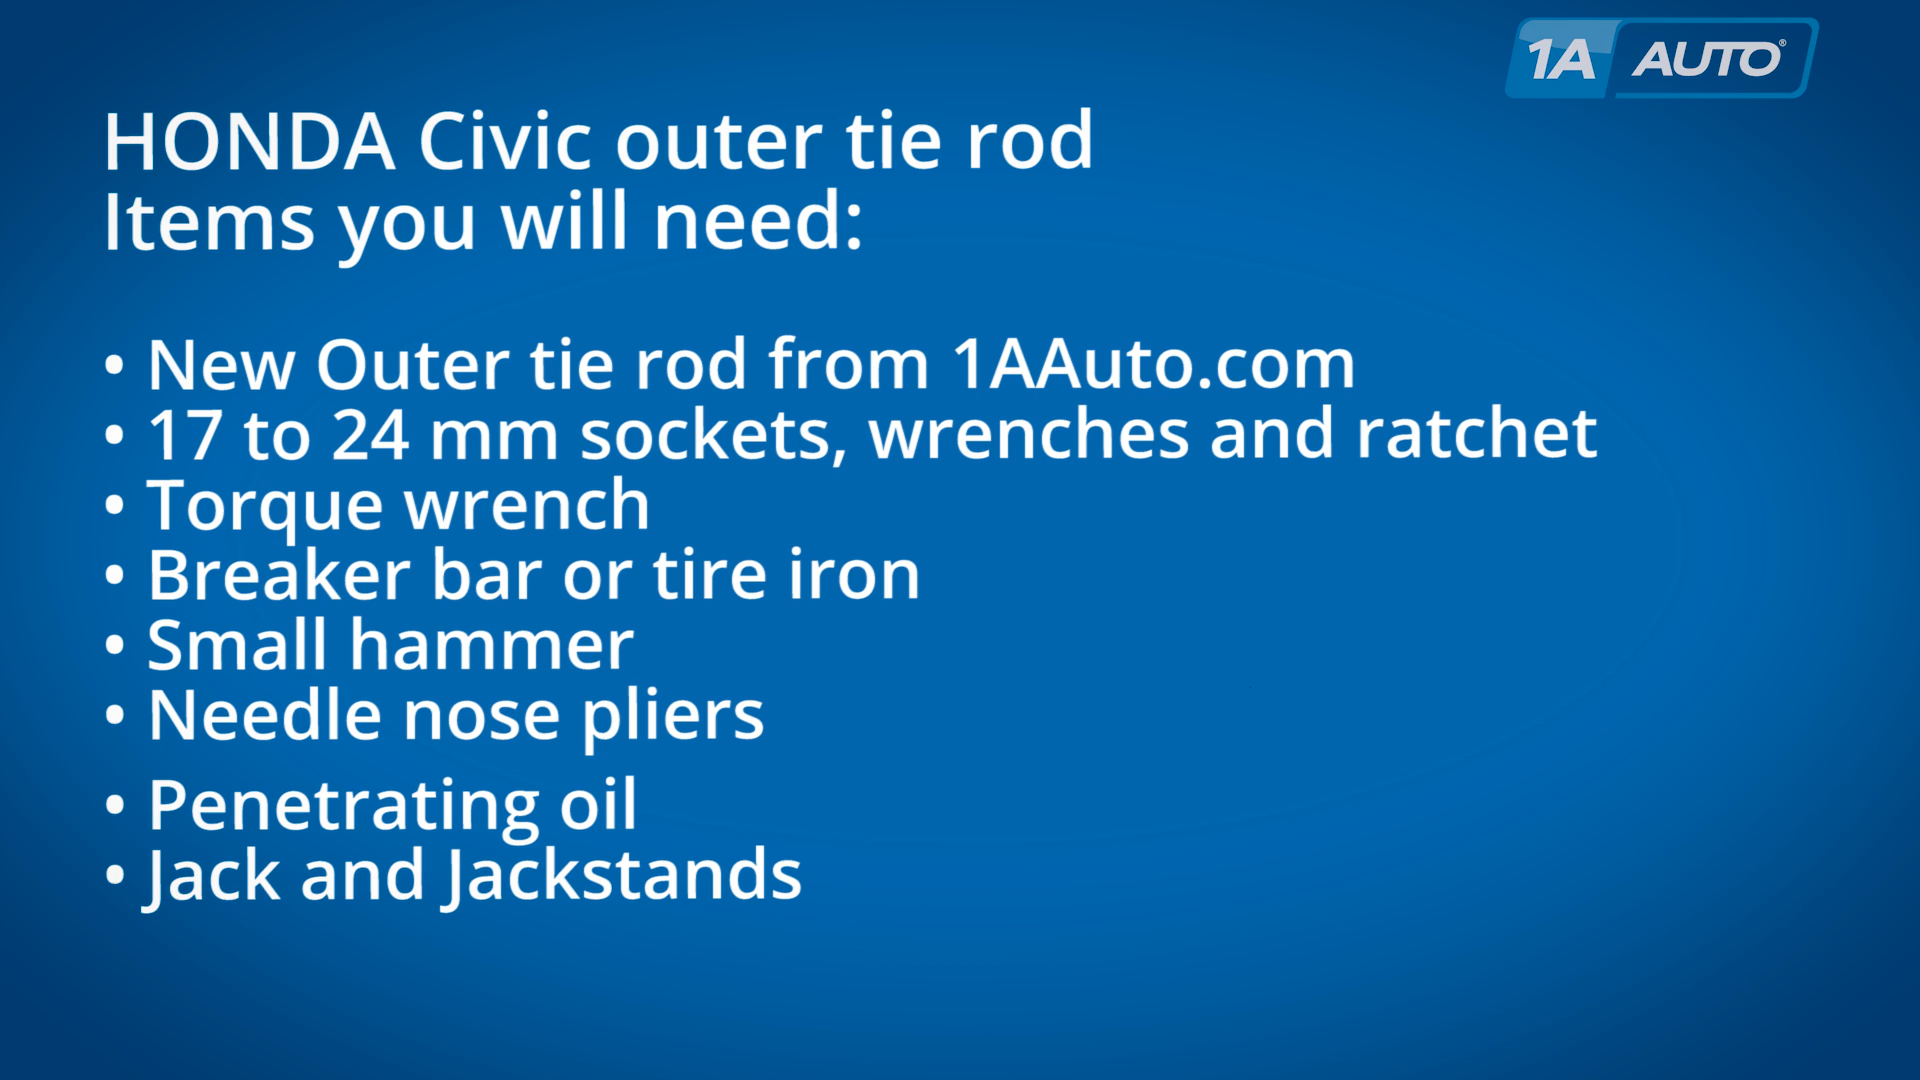 1A AUTO®
HONDA Civic outer tie rod
Items you will need:
• New Outer tie rod from 1AAuto.com
• 17 to 24 mm sockets, wrenches and ratchet
• Torque wrench
• Breaker bar or tire iron
• Small hammer
• Needle nose pliers
• Penetrating oil
• Jack and Jackstands